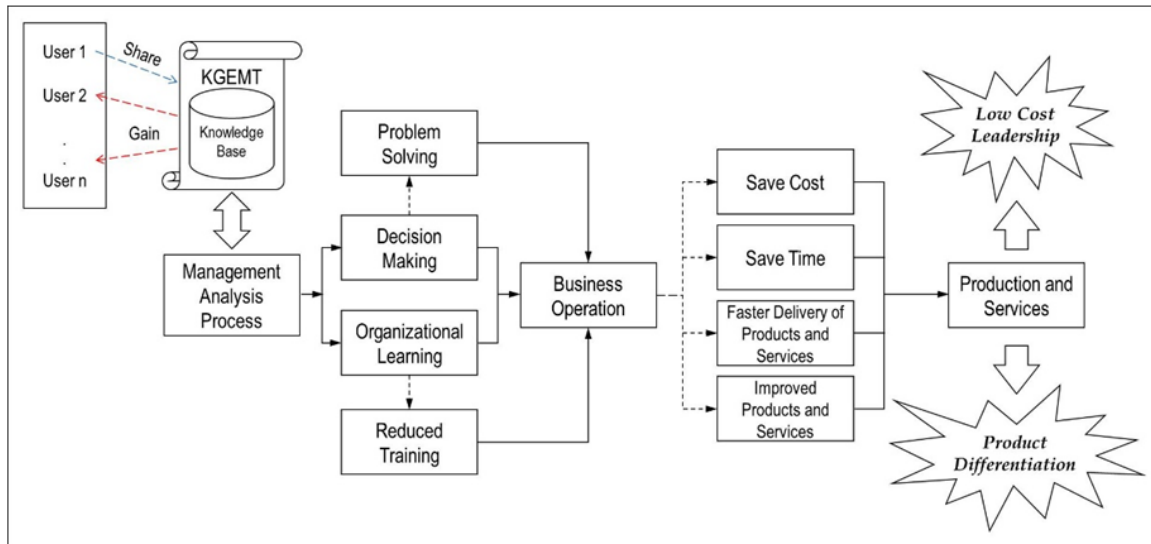 User 1
Share
User 2
Gain
.
.
User n
KGEMT
Knowledge
Base
Management
Analysis
Process
Problem
Solving
Decision
Making
Organizational
Learning
Reduced
Training
Business
Operation
Save Cost
Save Time
Faster Delivery of
Products and
Services
Improved
Products and
Services
Production and
Services
Low Cost
Leadership
Product
Differentiation